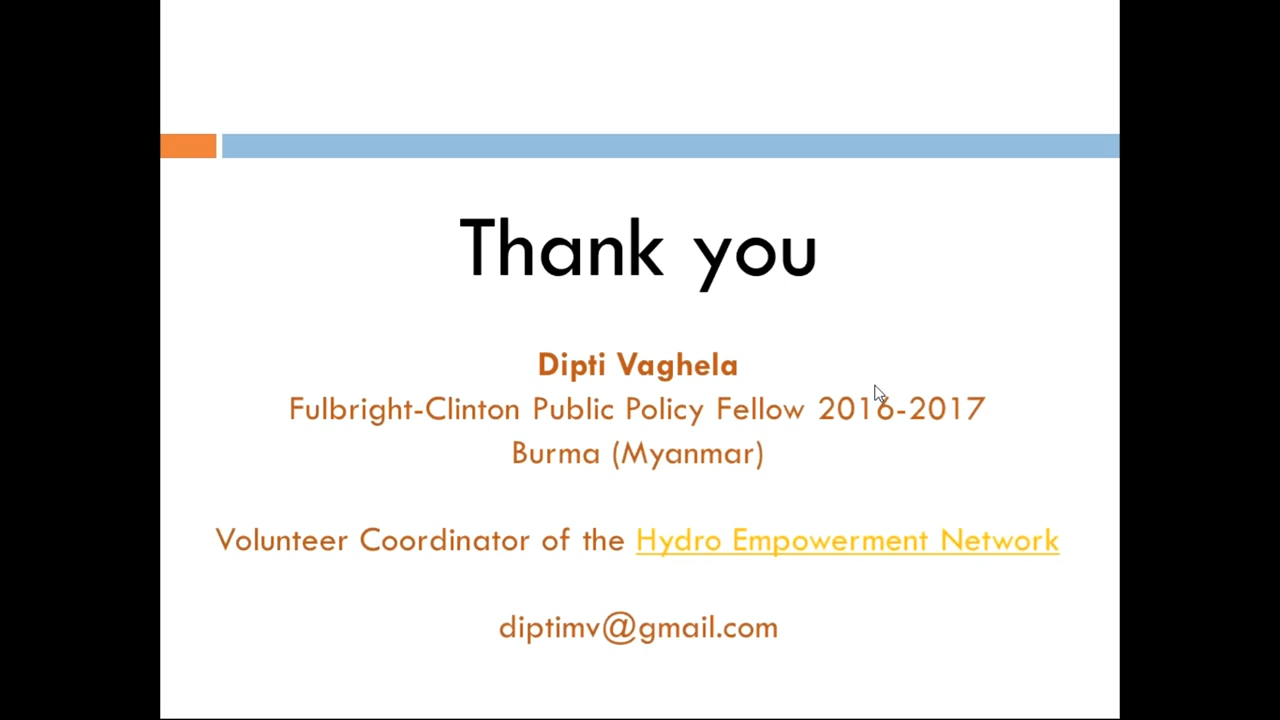 Thank you
Dipti Vaghela
Fulbright-Clinton Public Policy Fellow 2016-2017
Burma (Myanmar)
Volunteer Coordinator of the Hydro Empowerment Network
diptimv@gmail.com